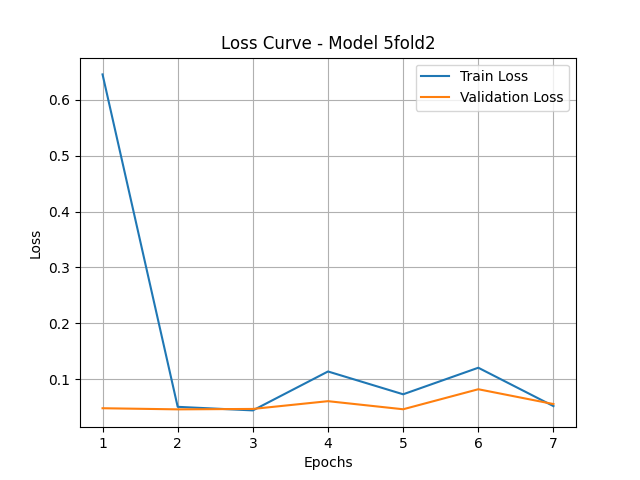 Loss Curve - Model 5fold2
Train Loss
Validation Loss
0.6
0.5
0.4
0.3
0.2
0.1
Loss
1 2 3 4 5 6 7
Epochs